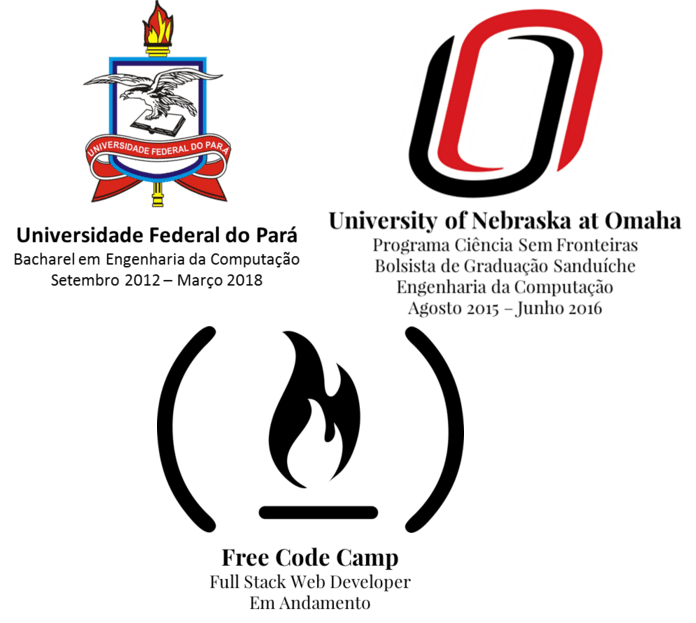 UNIVERSIDADE FEDERAL DO PARÁ
Universidade Federal do Pará
Bacharel em Engenharia da Computação
Setembro 2012 – Março 2018
University of Nebraska at Omaha
Programa Ciência Sem Fronteiras
Bolsista de Graduação Sanduíche
Engenharia da Computação
Agosto 2015 – Junho 2016
Free Code Camp
Full Stack Web Developer
Em Andamento